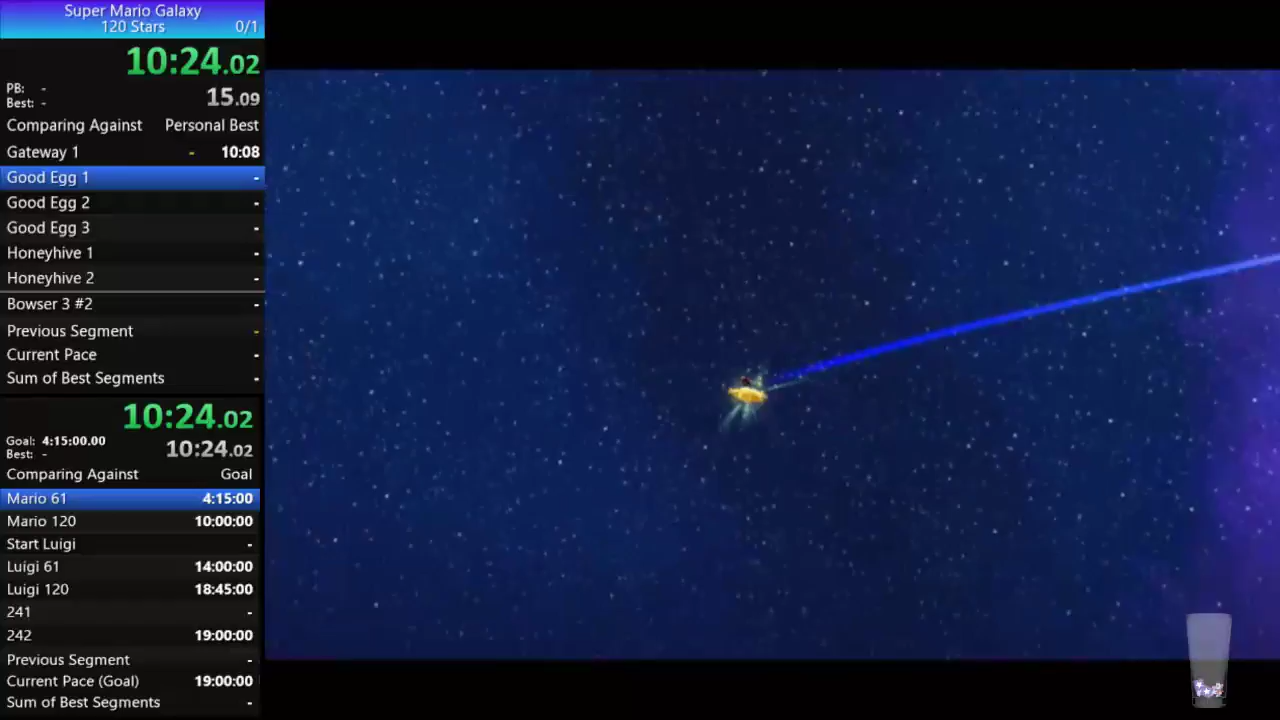 Super Mario Galaxy
120 Stars 0/1
10:24.02
PB: -
Best: - 15.09
Comparing Against Personal Best
Gateway 1 - 10:08
Good Egg 1 -
Good Egg 2 -
Good Egg 3 -
Honeyhive 1 -
Honeyhive 2 -
Bowser 3 #2 -
Previous Segment -
Current Pace -
Sum of Best Segments -
10:24.02
Goal: 4:15:00.00
Best: - 10:24.02
Comparing Against Goal
Mario 61 4:15:00
Mario 120 10:00:00
Start Luigi -
Luigi 61 14:00:00
Luigi 120 18:45:00
241 -
242 19:00:00
Previous Segment -
Current Pace (Goal) 19:00:00
Sum of Best Segments -